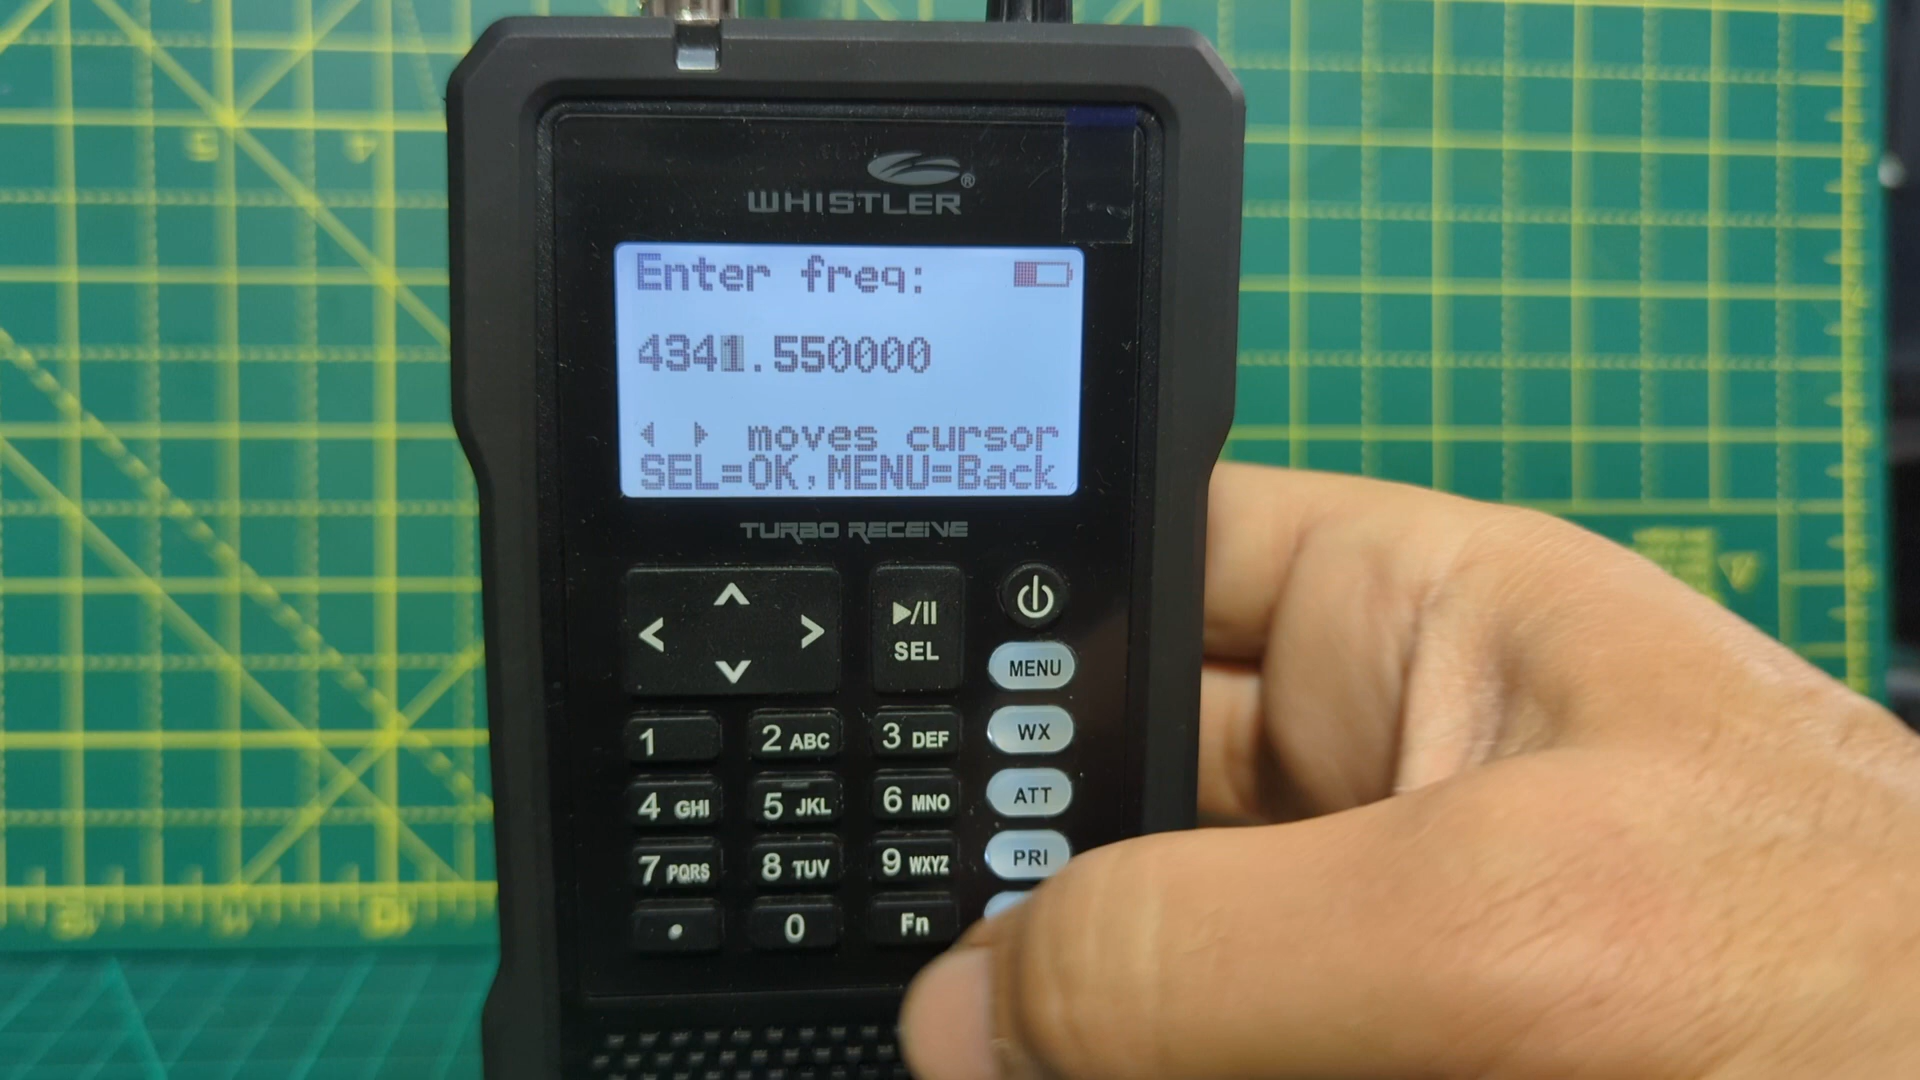 WHISTLER®
Enter freq:
4341.550000
◀ ▶ moves cursor
SEL=OK,MENU=Back
TURBO RECEIVE
SEL
MENU
1
2 ABC
3 DEF
WX
4 GHI
5 JKL
6 MNO
ATT
7 PQRS
8 TUV
9 WXYZ
PRI
.
0
Fn